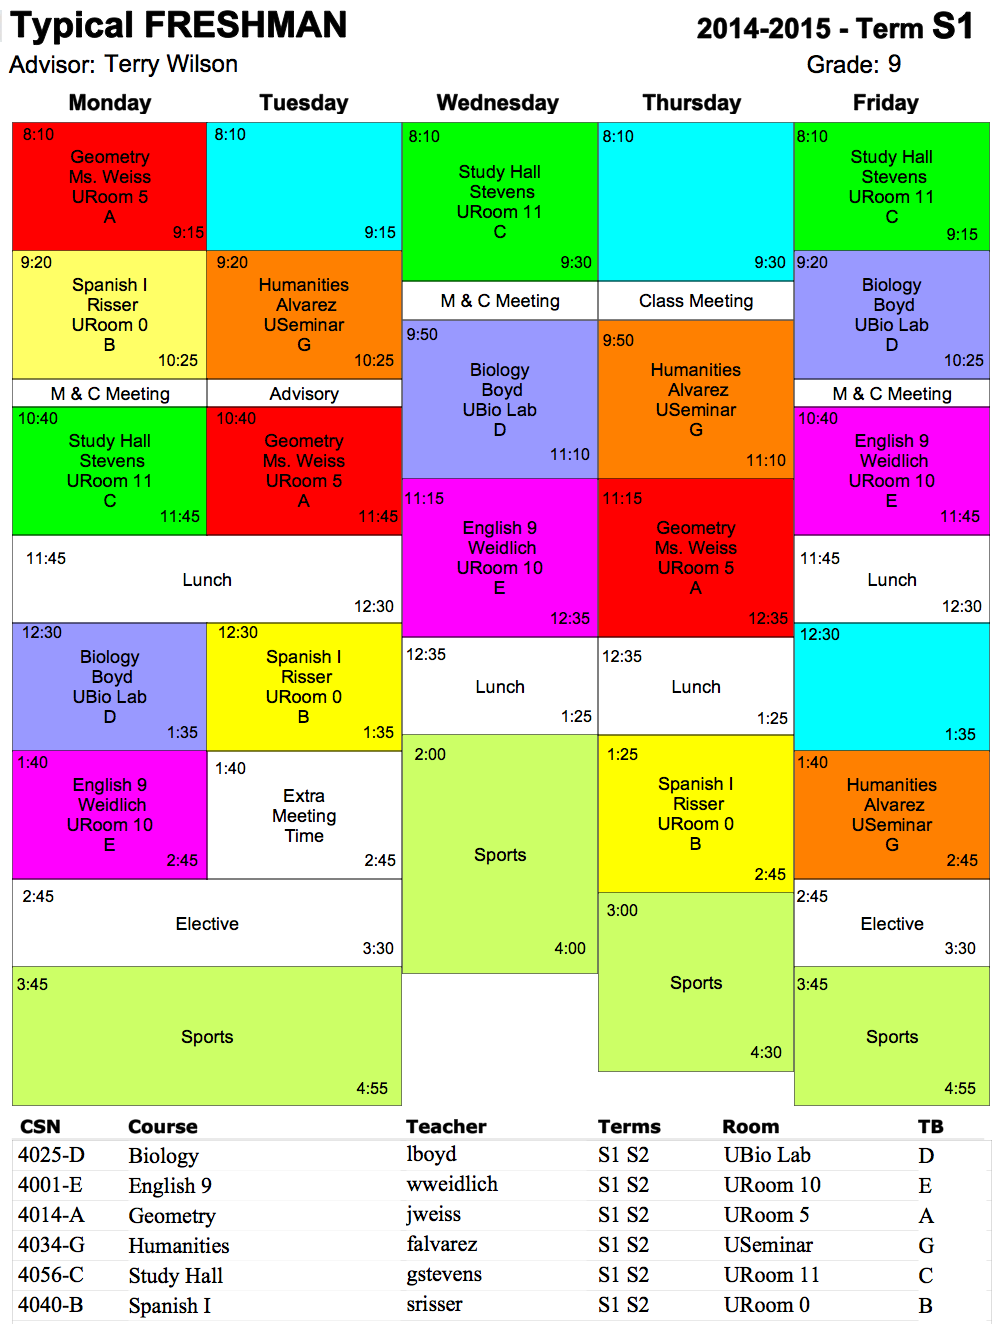 Typical FRESHMAN
2014-2015 - Term S1
Advisor: Terry Wilson
Grade: 9
Monday
Tuesday
Wednesday
Thursday
Friday
8:10
Geometry
Ms. Weiss
URoom 5
A
9:15
9:20
Spanish I
Risser
URoom 0
B
10:25
M & C Meeting
10:40
Study Hall
Stevens
URoom 11
C
11:45
11:45
Lunch
12:30
12:30
Biology
Boyd
UBio Lab
D
1:35
1:40
English 9
Weidlich
URoom 10
E
2:45
2:45
Elective
3:30
3:45
Sports
4:55
8:10
9:15
9:20
Humanities
Alvarez
USeminar
G
10:25
Advisory
10:40
Geometry
Ms. Weiss
URoom 5
A
11:45
12:30
Spanish I
Risser
URoom 0
B
1:35
1:40
Extra
Meeting
Time
2:45
8:10
Study Hall
Stevens
URoom 11
C
9:30
M & C Meeting
9:50
Biology
Boyd
UBio Lab
D
11:10
11:15
English 9
Weidlich
URoom 10
E
12:35
12:35
Lunch
1:25
2:00
Sports
4:00
8:10
9:30
Class Meeting
9:50
Humanities
Alvarez
USeminar
G
11:10
11:15
Geometry
Ms. Weiss
URoom 5
A
12:35
12:35
Lunch
1:25
1:25
Spanish I
Risser
URoom 0
B
2:45
3:00
Sports
4:30
8:10
Study Hall
Stevens
URoom 11
C
9:15
9:20
Biology
Boyd
UBio Lab
D
10:25
M & C Meeting
10:40
English 9
Weidlich
URoom 10
E
11:45
11:45
Lunch
12:30
12:30
1:35
1:40
Humanities
Alvarez
USeminar
G
2:45
2:45
Elective
3:30
3:45
Sports
4:55
CSN Course Teacher Terms Room TB
4025-D Biology lboyd S1 S2 UBio Lab D
4001-E English 9 wweidlich S1 S2 URoom 10 E
4014-A Geometry jweiss S1 S2 URoom 5 A
4034-G Humanities falvarez S1 S2 USeminar G
4056-C Study Hall gstevens S1 S2 URoom 11 C
4040-B Spanish I srisser S1 S2 URoom 0 B